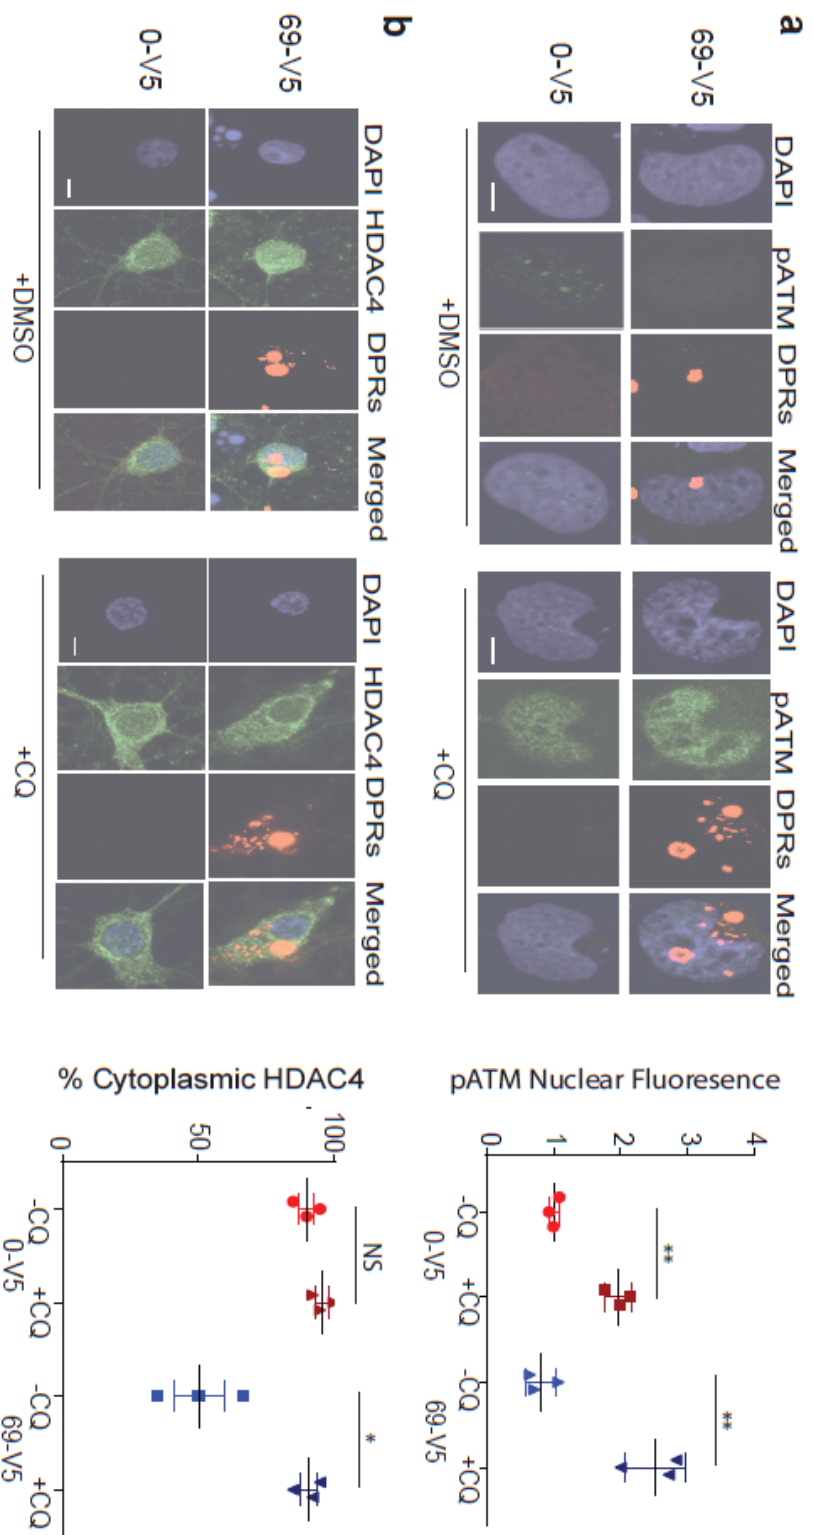 a
DAPI pATM DPRs Merged DAPI pATM DPRs Merged
69-V5
0-V5
+DMSO +CQ
pATM Nuclear Fluoresence
4
3
2
1
0
** **
-CQ +CQ -CQ +CQ
0-V5 69-V5
b
DAPI HDAC4 DPRs Merged DAPI HDAC4 DPRs Merged
69-V5
0-V5
+DMSO +CQ
% Cytoplasmic HDAC4
100
50
0
NS *
-CQ +CQ -CQ +CQ
0-V5 69-V5